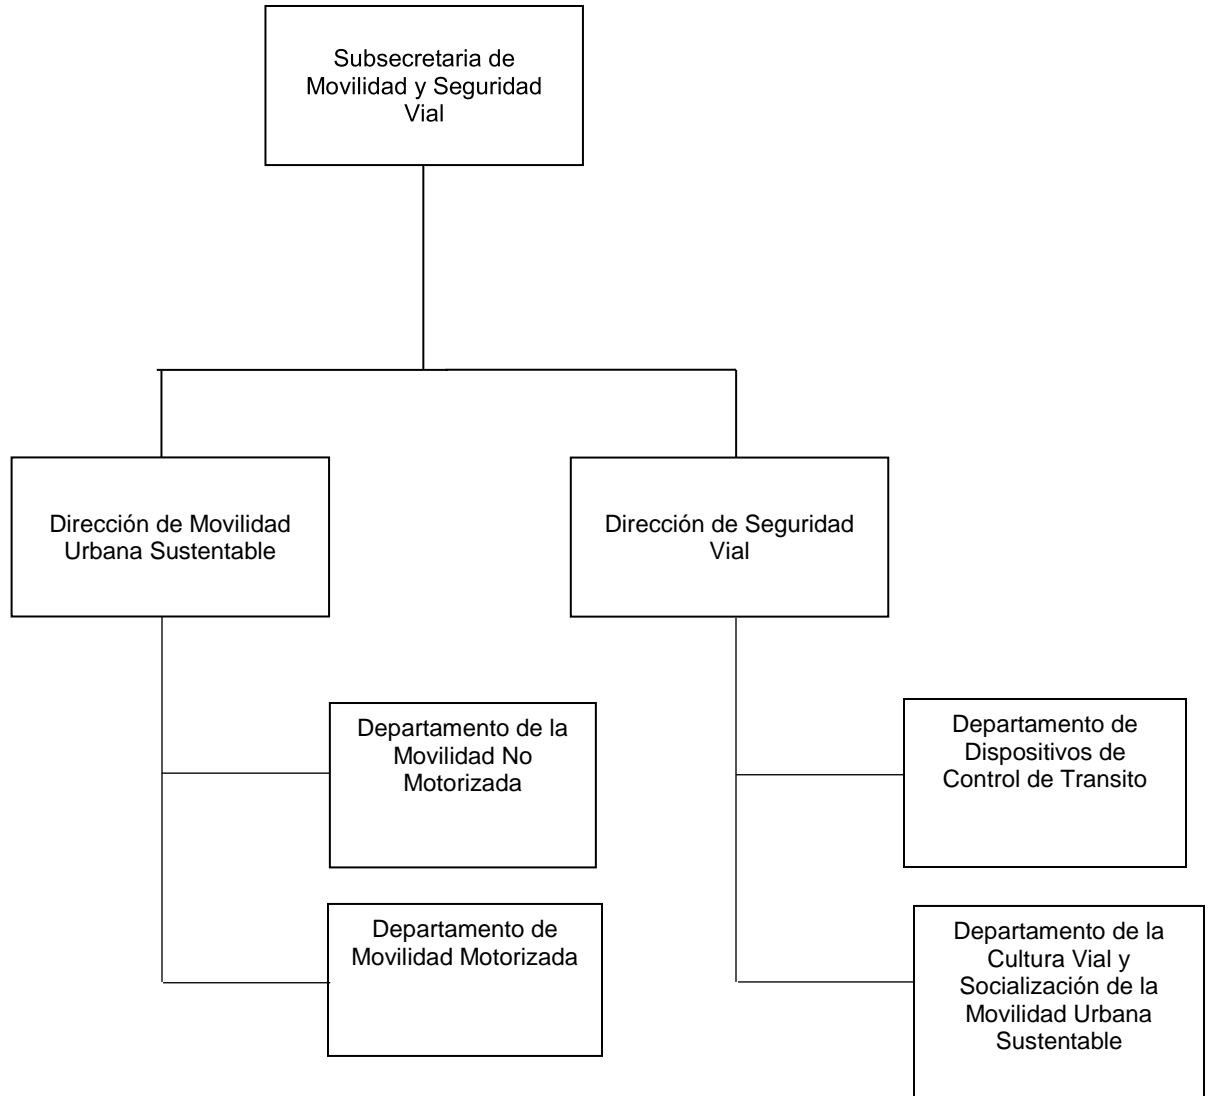 Subsecretaria de
Movilidad y Seguridad
Vial
Dirección de Movilidad
Urbana Sustentable
Dirección de Seguridad
Vial
Departamento de la
Movilidad No
Motorizada
Departamento de
Dispositivos de
Control de Transito
Departamento de
Movilidad Motorizada
Departamento de la
Cultura Vial y
Socialización de la
Movilidad Urbana
Sustentable